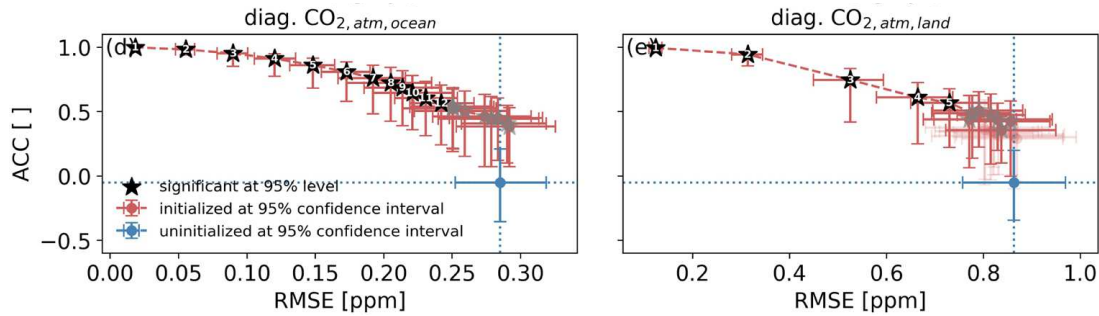 diag. CO2,atm,ocean
diag. CO2,atm,land
(d)
1 2 3 4 5 6 7 8 9 10 11 12
(e)
1 2 3 4 5
ACC [ ]
1.0
0.5
0.0
−0.5
significant at 95% level
initialized at 95% confidence interval
uninitialized at 95% confidence interval
0.00 0.05 0.10 0.15 0.20 0.25 0.30
0.2 0.4 0.6 0.8 1.0
RMSE [ppm]
RMSE [ppm]